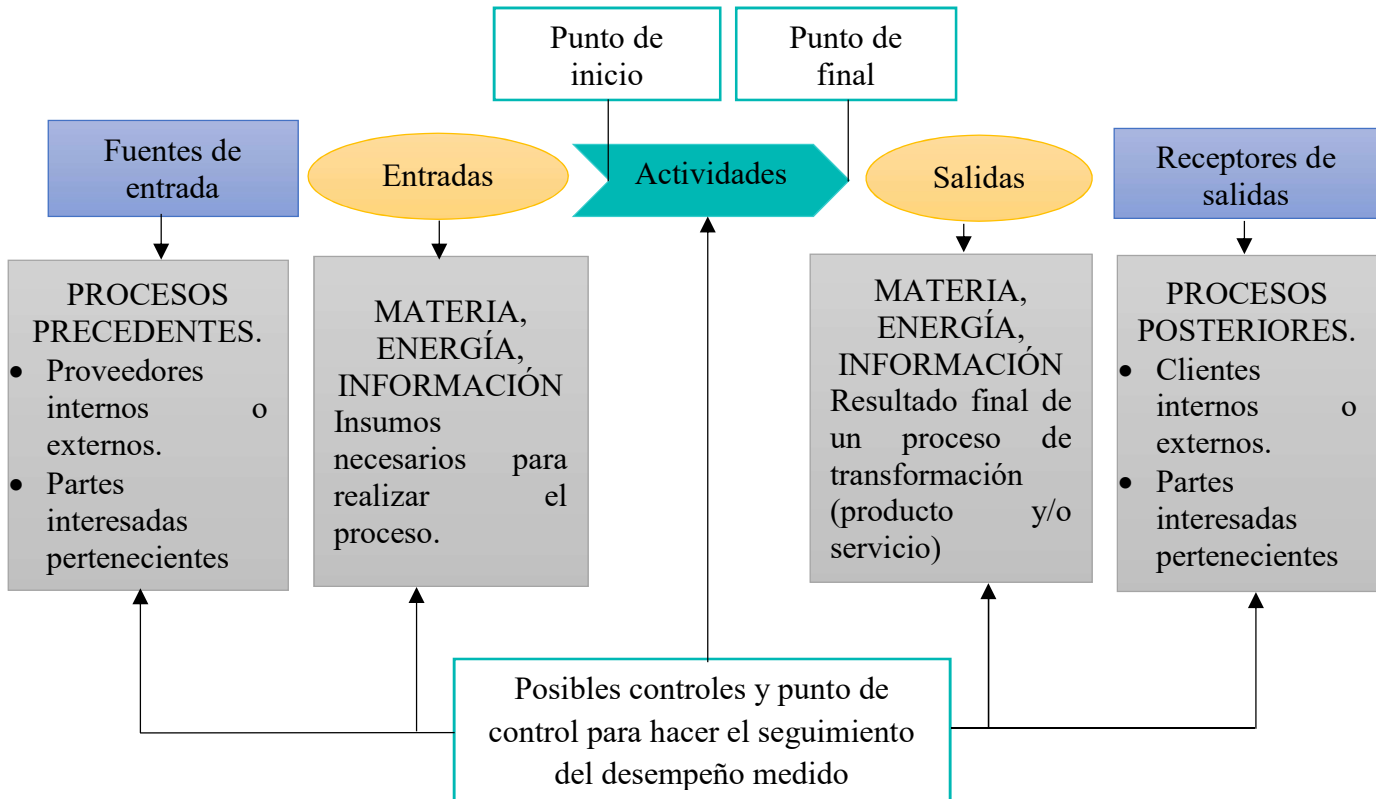 Punto de
inicio
Punto de
final
Fuentes de
entrada
Entradas
Actividades
Salidas
Receptores de
salidas
PROCESOS
PRECEDENTES.
• Proveedores
internos o
externos.
• Partes
interesadas
pertenecientes
MATERIA,
ENERGÍA,
INFORMACIÓN
Insumos
necesarios para
realizar el
proceso.
MATERIA,
ENERGÍA,
INFORMACIÓN
Resultado final de
un proceso de
transformación
(producto y/o
servicio)
PROCESOS
POSTERIORES.
• Clientes
internos o
externos.
• Partes
interesadas
pertenecientes
Posibles controles y punto de
control para hacer el seguimiento
del desempeño medido